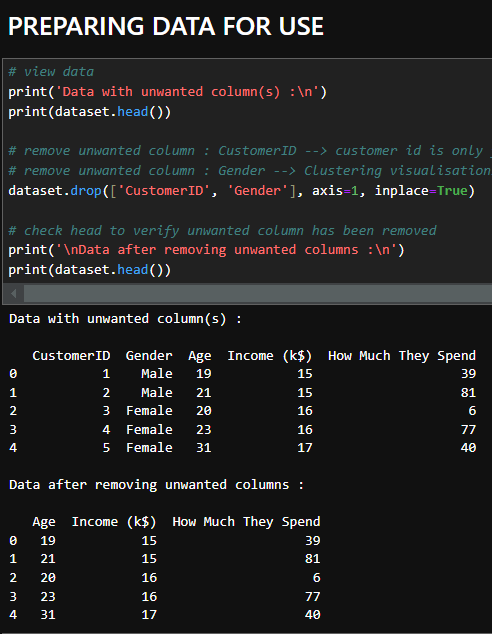 PREPARING DATA FOR USE
# view data
print('Data with unwanted column(s) :\n')
print(dataset.head())
# remove unwanted column : CustomerID --> customer id is only
# remove unwanted column : Gender --> Clustering visualisation
dataset.drop(['CustomerID', 'Gender'], axis=1, inplace=True)
# check head to verify unwanted column has been removed
print('\nData after removing unwanted columns :\n')
print(dataset.head())
Data with unwanted column(s) :
CustomerID Gender Age Income (k$) How Much They Spend
0 1 Male 19 15 39
1 2 Male 21 15 81
2 3 Female 20 16 6
3 4 Female 23 16 77
4 5 Female 31 17 40
Data after removing unwanted columns :
Age Income (k$) How Much They Spend
0 19 15 39
1 21 15 81
2 20 16 6
3 23 16 77
4 31 17 40